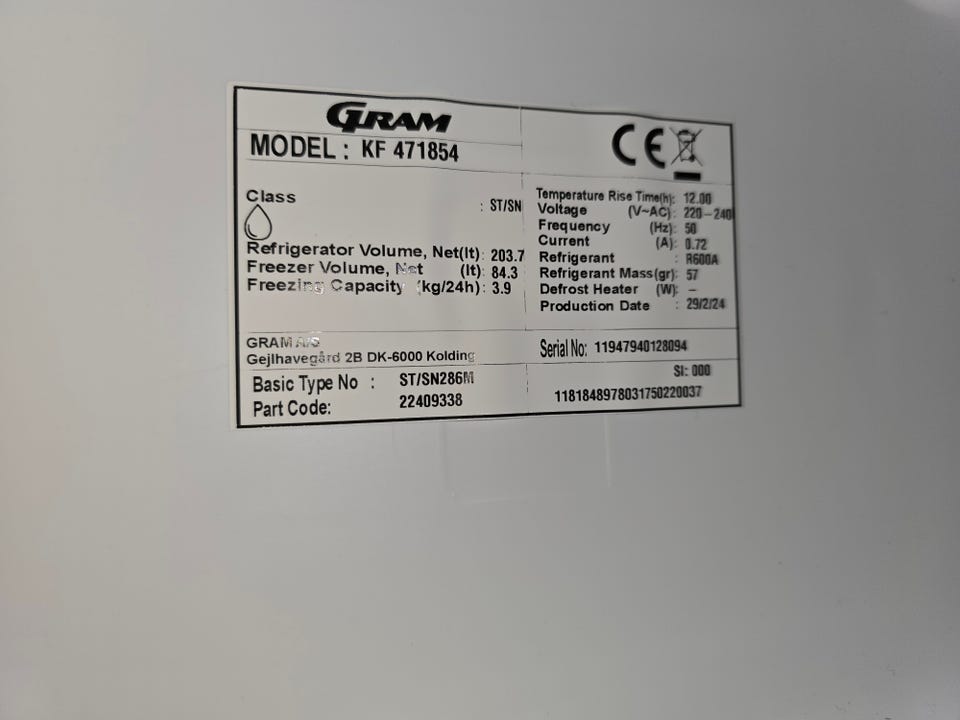 GRAM
MODEL : KF 471854
CE
Class : ST/SN
Refrigerator Volume, Net(lt): 203.7
Freezer Volume, Net (lt): 84.3
Freezing Capacity (kg/24h): 3.9
Temperature Rise Time(h): 12.00
Voltage (V~AC): 220-240
Frequency (Hz): 50
Current (A): 0.72
Refrigerant : R600A
Refrigerant Mass(gr): 57
Defrost Heater (W): -
Production Date : 29/2/24
GRAM A/S
Gejlhavegård 2B DK-6000 Kolding
Serial No: 11947940128094
Basic Type No : ST/SN286M
Part Code: 22409338
SI: 000
1181848978031750220037